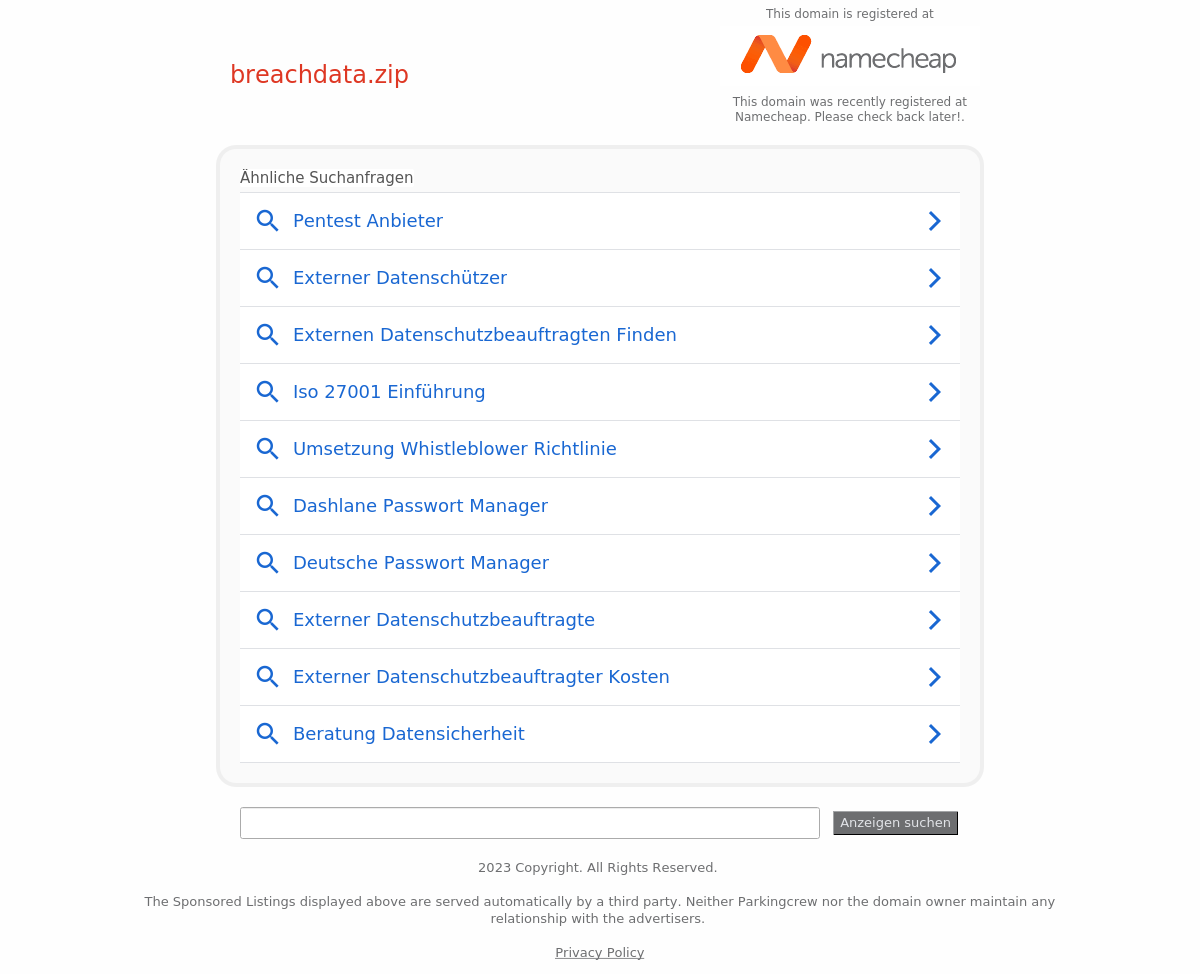 This domain is registered at
namecheap
breachdata.zip
This domain was recently registered at
Namecheap. Please check back later!.
Ähnliche Suchanfragen
Pentest Anbieter
Externer Datenschützer
Externen Datenschutzbeauftragten Finden
Iso 27001 Einführung
Umsetzung Whistleblower Richtlinie
Dashlane Passwort Manager
Deutsche Passwort Manager
Externer Datenschutzbeauftragte
Externer Datenschutzbeauftragter Kosten
Beratung Datensicherheit
Anzeigen suchen
2023 Copyright. All Rights Reserved.
The Sponsored Listings displayed above are served automatically by a third party. Neither Parkingcrew nor the domain owner maintain any
relationship with the advertisers.
Privacy Policy